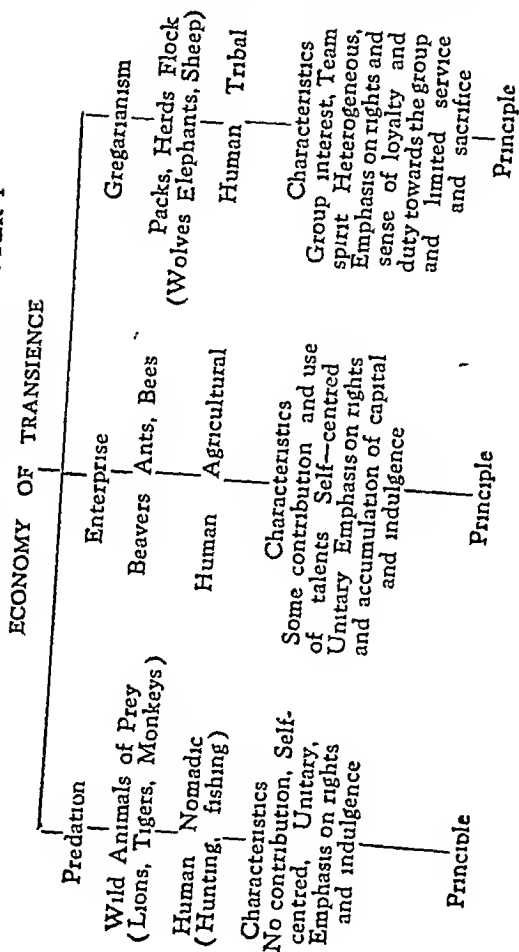 ECONOMY OF TRANSIENCE
Predation
Wild Animals of Prey
(Lions, Tigers, Monkeys)
Human Nomadic
(Hunting, fishing)
Characteristics
No contribution, Self-
centred, Unitary,
Emphasis on rights
and indulgence
Principle
Enterprise
Beavers Ants, Bees
Human Agricultural
Characteristics
Some contribution and use
of talents Self-centred
Unitary Emphasis on rights
and accumulation of capital
and indulgence
Principle
Gregarianism
Packs, Herds Flock
(Wolves Elephants, Sheep)
Human Tribal
Characteristics
Group interest, Team
spirit Heterogeneous,
Emphasis on rights and
sense of loyalty and
duty towards the group
and limited service
and sacrifice
Principle